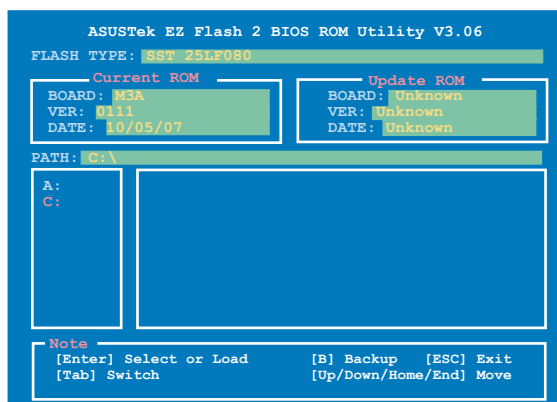 ASUSTek EZ Flash 2 BIOS ROM Utility V3.06
FLASH TYPE: SST 25LF080
Current ROM
BOARD: M3A
VER: 0111
DATE: 10/05/07
Update ROM
BOARD: Unknown
VER: Unknown
DATE: Unknown
PATH: C:\
A:
C:
Note
[Enter] Select or Load [B] Backup [ESC] Exit
[Tab] Switch [Up/Down/Home/End] Move